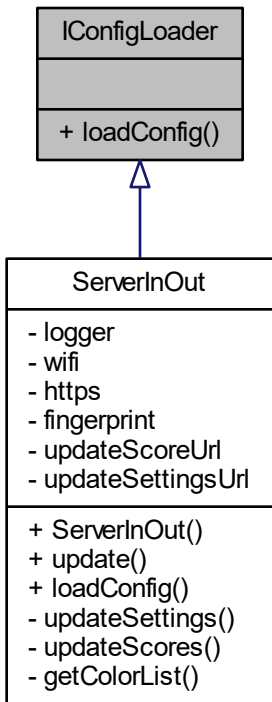 IConfigLoader
+ loadConfig()
ServerInOut
- logger
- wifi
- https
- fingerprint
- updateScoreUrl
- updateSettingsUrl
+ ServerInOut()
+ update()
+ loadConfig()
- updateSettings()
- updateScores()
- getColorList()